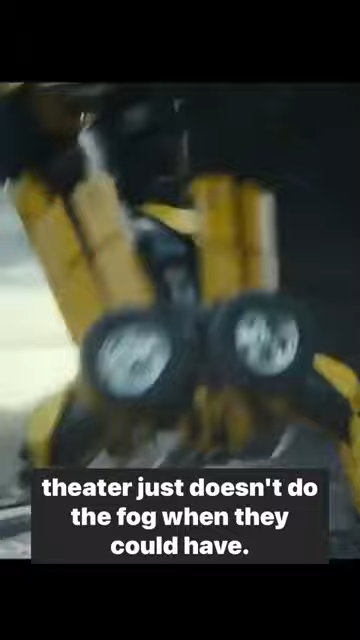 theater just doesn't do
the fog when they
could have.